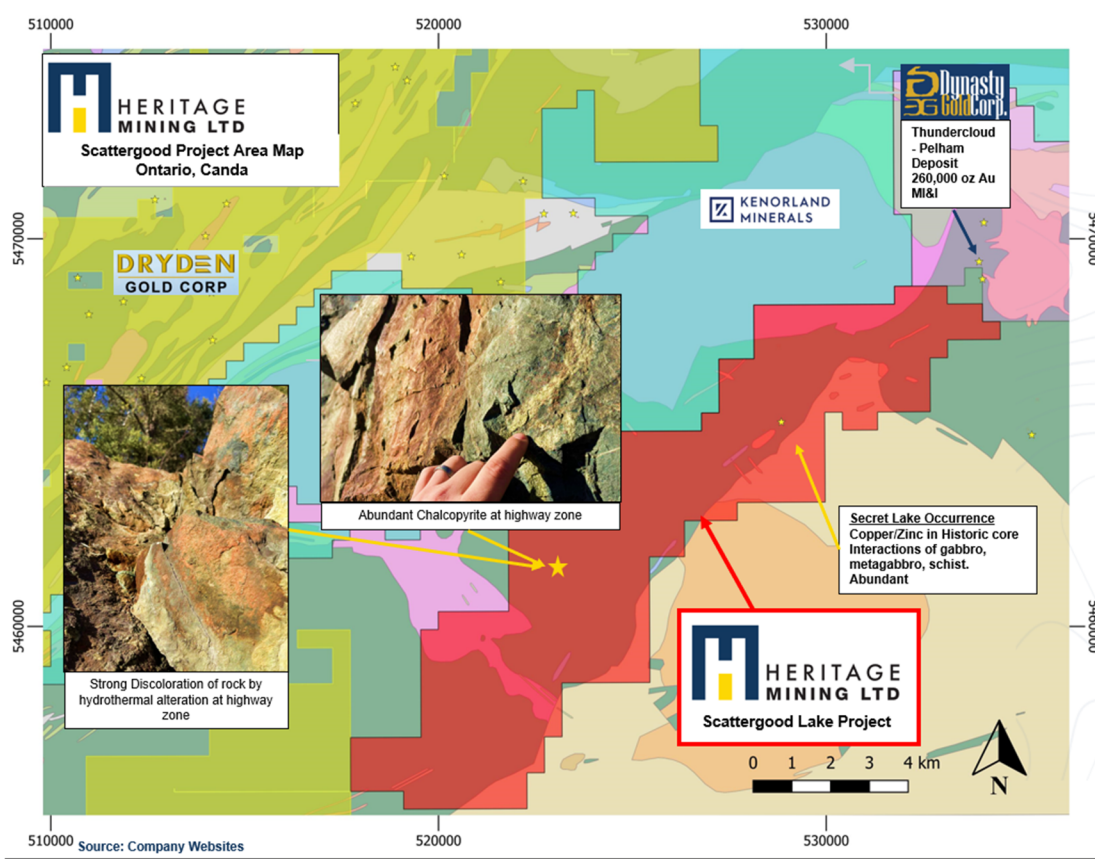 510000
520000
530000
HERITAGE
MINING LTD
Scattergood Project Area Map
Ontario, Canda
Dynasty
GoldCorp.
Thundercloud
- Pelham
Deposit
260,000 oz Au
MI&I
KENORLAND
MINERALS
5470000
5470000
DRYDEN
GOLD CORP
Abundant Chalcopyrite at highway zone
Secret Lake Occurrence
Copper/Zinc in Historic core
Interactions of gabbro,
metagabbro, schist.
Abundant
5460000
5460000
HERITAGE
MINING LTD
Scattergood Lake Project
Strong Discoloration of rock by
hydrothermal alteration at highway
zone
0 1 2 3 4 km
N
510000
520000
530000
Source: Company Websites